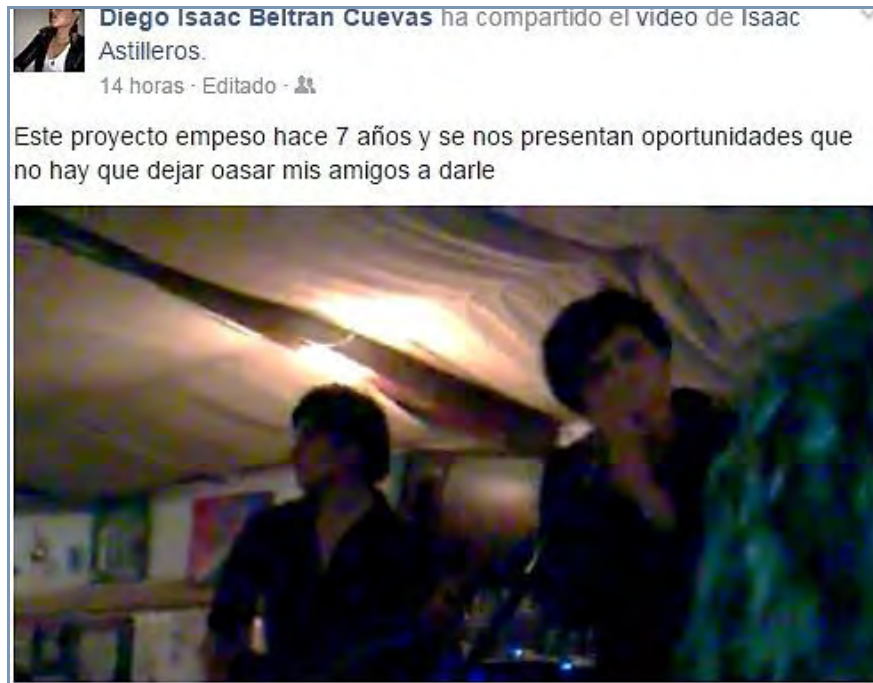 Diego Isaac Beltran Cuevas ha compartido el video de Isaac
Astilleros.
14 horas · Editado ·
Este proyecto empeso hace 7 años y se nos presentan oportunidades que
no hay que dejar oasar mis amigos a darle